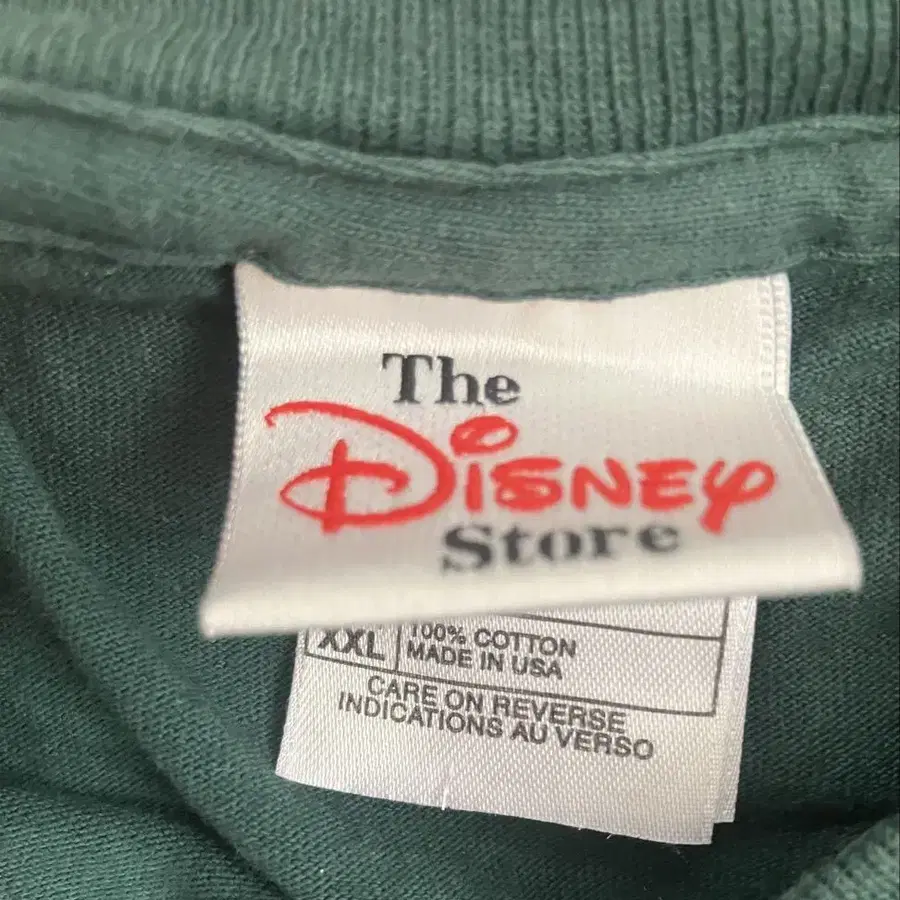 The
Disney
Store
XXL
100% COTTON
MADE IN USA
CARE ON REVERSE
INDICATIONS AU VERSO